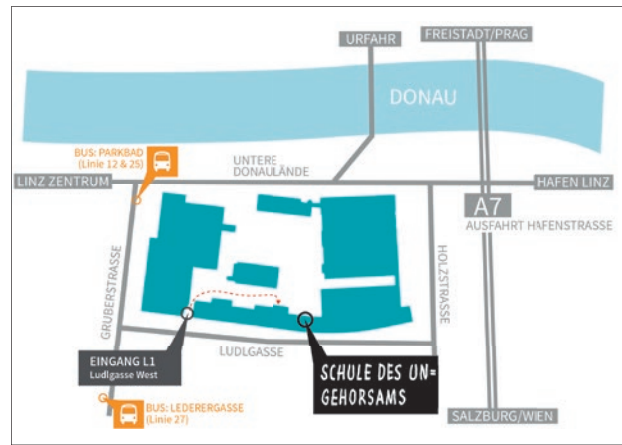 URFAHR
FREISTADT/PRAG
DONAU
BUS: PARKBAD
(Linie 12 & 25)
UNTERE
DONAULÄNDE
LINZ ZENTRUM
HAFEN LINZ
A7
AUSFAHRT HAFENSTRASSE
GRUBERSTRASSE
HOLZSTRASSE
LUDLGASSE
EINGANG L1
Ludlgasse West
SCHULE DES UN=
GEHORSAMS
BUS: LEDERERGASSE
(Linie 27)
SALZBURG/WIEN